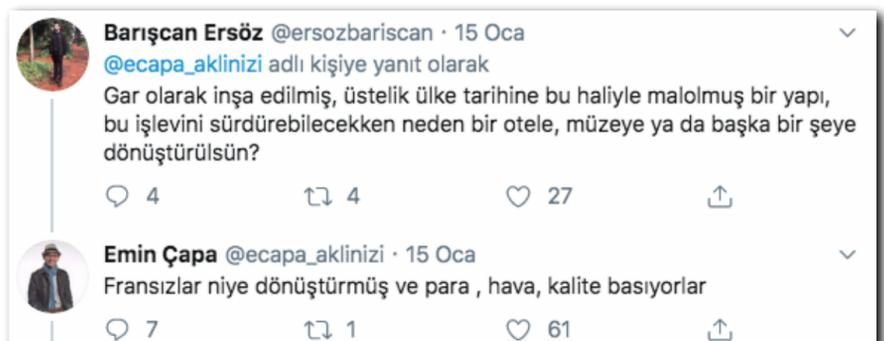 Barışcan Ersöz @ersozbariscan · 15 Oca
@ecapa_aklinizi adlı kişiye yanıt olarak
Gar olarak inşa edilmiş, üstelik ülke tarihine bu haliyle malolmuş bir yapı,
bu işlevini sürdürebilecekken neden bir otele, müzeye ya da başka bir şeye
dönüştürülsün?
4 4 27
Emin Çapa @ecapa_aklinizi · 15 Oca
Fransızlar niye dönüştürmüş ve para , hava, kalite basıyorlar
7 1 61